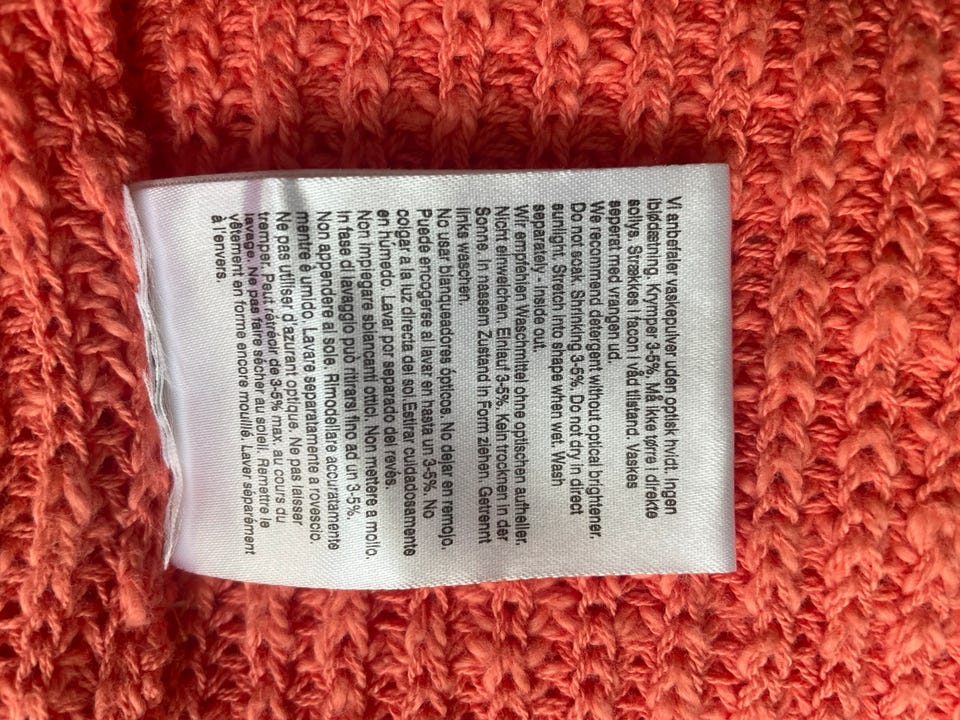 Vi anbefaler vaskepulver uden optisk hvidt. Ingen
iblødsætning. Krymper 3-5%. Må ikke tørre i direkte
sollys. Strækkes i facon i våd tilstand. Vaskes
seperat med vrangen ud.
We recommend detergent without optical brightener.
Do not soak. Shrinking 3-5%. Do not dry in direct
sunlight. Stretch into shape when wet. Wash
separately - inside out.
Wir empfehlen Waschmittel ohne optischen aufheller.
Nicht einweichen. Einlauf 3-5%. Kein trocknen in der
Sonne. In nassem Zustand in Form ziehen. Getrennt
links waschen.
No usar blanqueadores ópticos. No dejar en remojo.
Puede encogerse al lavar en hasta un 3-5%. No
colgar a la luz directa del sol.Estirar cuidadosamente
en húmedo. Lavar por separado del revés.
Non impiegare sbiancanti ottici. Non mettere a mollo.
In fase di lavaggio può ritirarsi fino ad un 3-5%.
Non appendere al sole. Rimodellare accuratamente
mentre è umido. Lavare separatamente a rovescio.
Ne pas utiliser d'azurant optique. Ne pas laisser
tremper. Peut rétrécir de 3-5% max. au cours du
lavage. Ne pas faire sécher au soleil. Remettre le
vêtement en forme encore mouillé. Lave séparément
à l'envers.